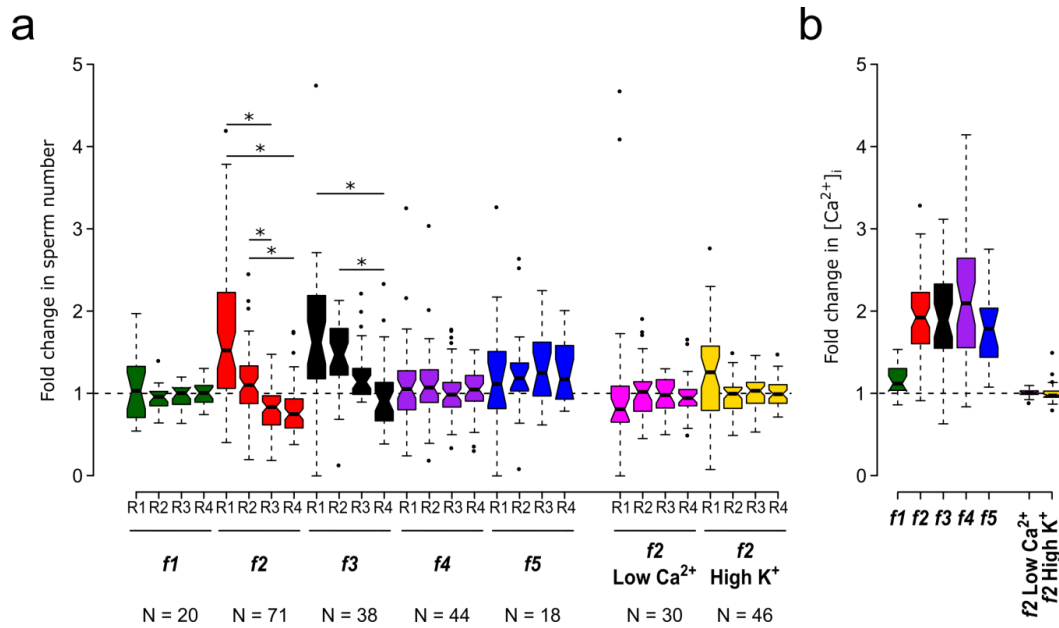 a
b
Fold change in sperm number
5
4
3
2
1
0
* * * * * *
R1 R2 R3 R4 R1 R2 R3 R4 R1 R2 R3 R4 R1 R2 R3 R4 R1 R2 R3 R4 R1 R2 R3 R4 R1 R2 R3 R4
f1 f2 f3 f4 f5 f2 f2
Low Ca²⁺ High K⁺
N = 20 N = 71 N = 38 N = 44 N = 18 N = 30 N = 46
Fold change in [Ca²⁺]i
5
4
3
2
1
0
f1 f2 f3 f4 f5
f2 Low Ca²⁺
f2 High K⁺